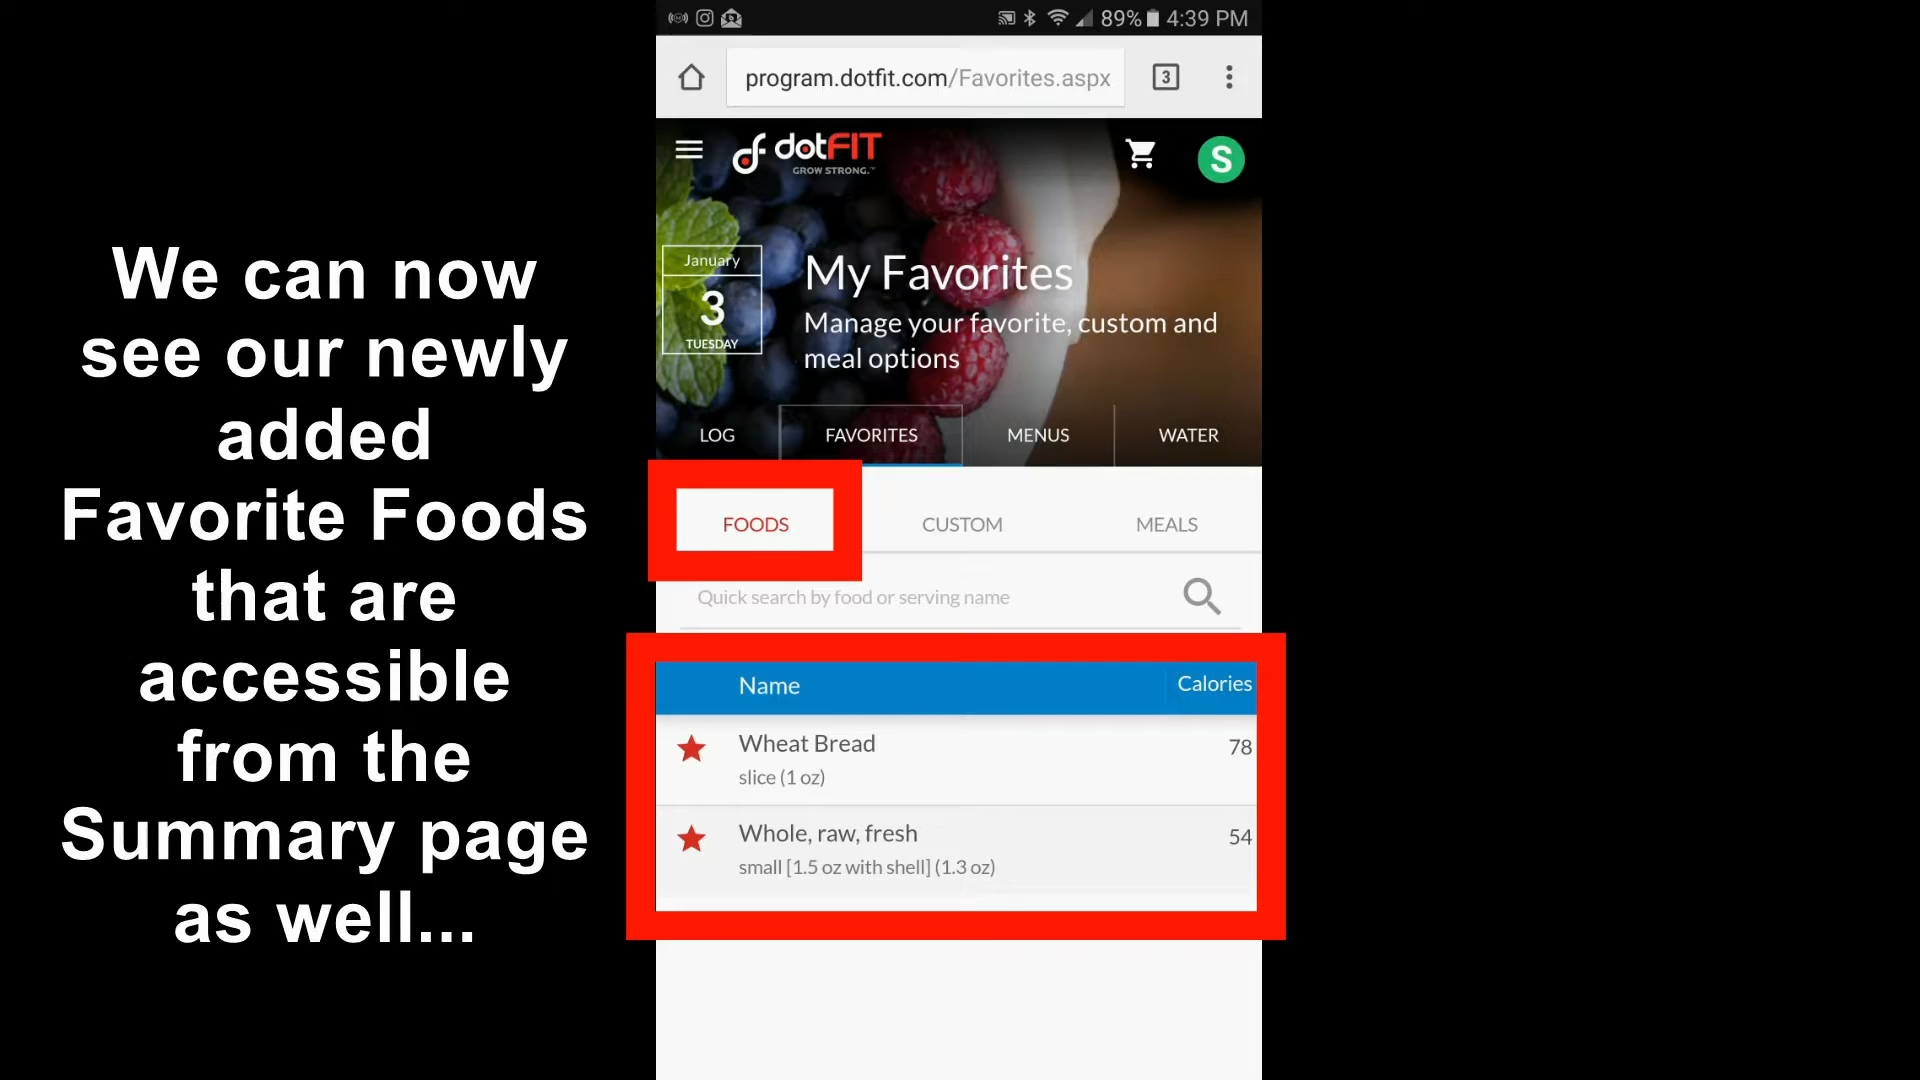 We can now
see our newly
added
Favorite Foods
that are
accessible
from the
Summary page
as well...
89% 4:39 PM
program.dotfit.com/Favorites.aspx
3
dotFIT
GROW STRONG.™
S
January
3
TUESDAY
My Favorites
Manage your favorite, custom and
meal options
LOG FAVORITES MENUS WATER
FOODS CUSTOM MEALS
Quick search by food or serving name
Name Calories
Wheat Bread 78
slice (1 oz)
Whole, raw, fresh 54
small [1.5 oz with shell] (1.3 oz)